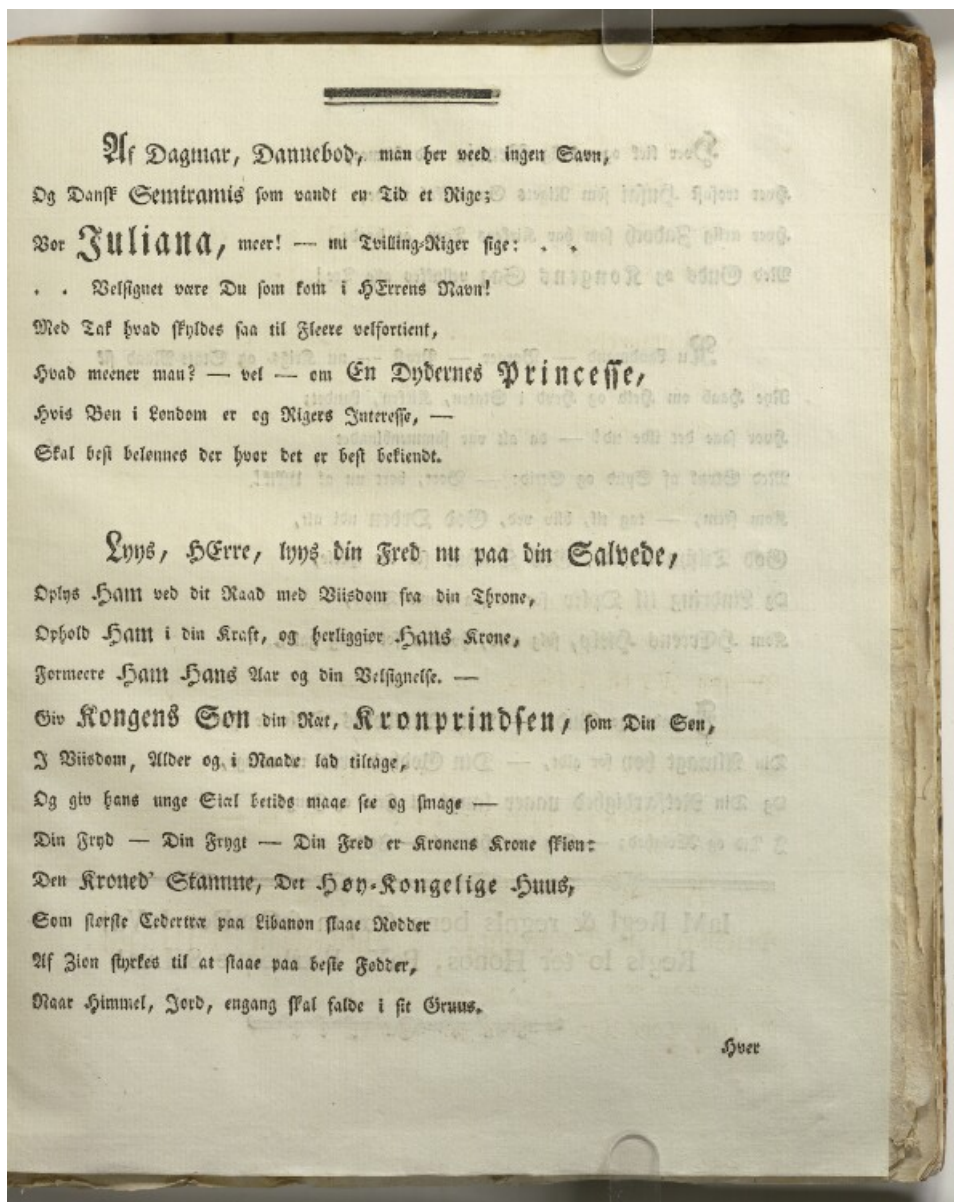 Af Dagmar, Dannebod, man her veed ingen Savn,
Og Dansk Semiramis som vandt en Tid et Rige;
Vor Juliana, meer! — nu Tvilling-Riger sige: . .
. . Velsignet være Du som kom i HErrens Navn!
Med Tak hvad skyldes saa til Fleere velfortient,
Hvad meener man? — vel — om En Dydernes Princesse,
Hvis Bøn i Løndom er og Rigers Interesse, —
Skal best belønnes der hvor det er best bekiendt.
Lyys, HErre, lyys din Fred nu paa din Salvede,
Oplys Ham ved dit Raad med Viisdom fra din Throne,
Ophold Ham i din Kraft, og herliggiør Hans Krone,
Formeere Ham Hans Aar og din Velsignelse. —
Giv Kongens Søn din Ræt, Kronprindsen, som Din Søn,
I Viisdom, Alder og i Naade lad tiltage,
Og giv hans unge Siæl betids maae see og smage —
Din Fryd — Din Frygt — Din Fred er Kronens Krone skiøn:
Den Kroned' Stamme, Det Høy-Kongelige Huus,
Som største Cedertræ paa Libanon slaae Rødder
Af Zion styrkes til at staae paa beste Fødder,
Naar Himmel, Jord, engang skal falde i sit Gruus.
Hver